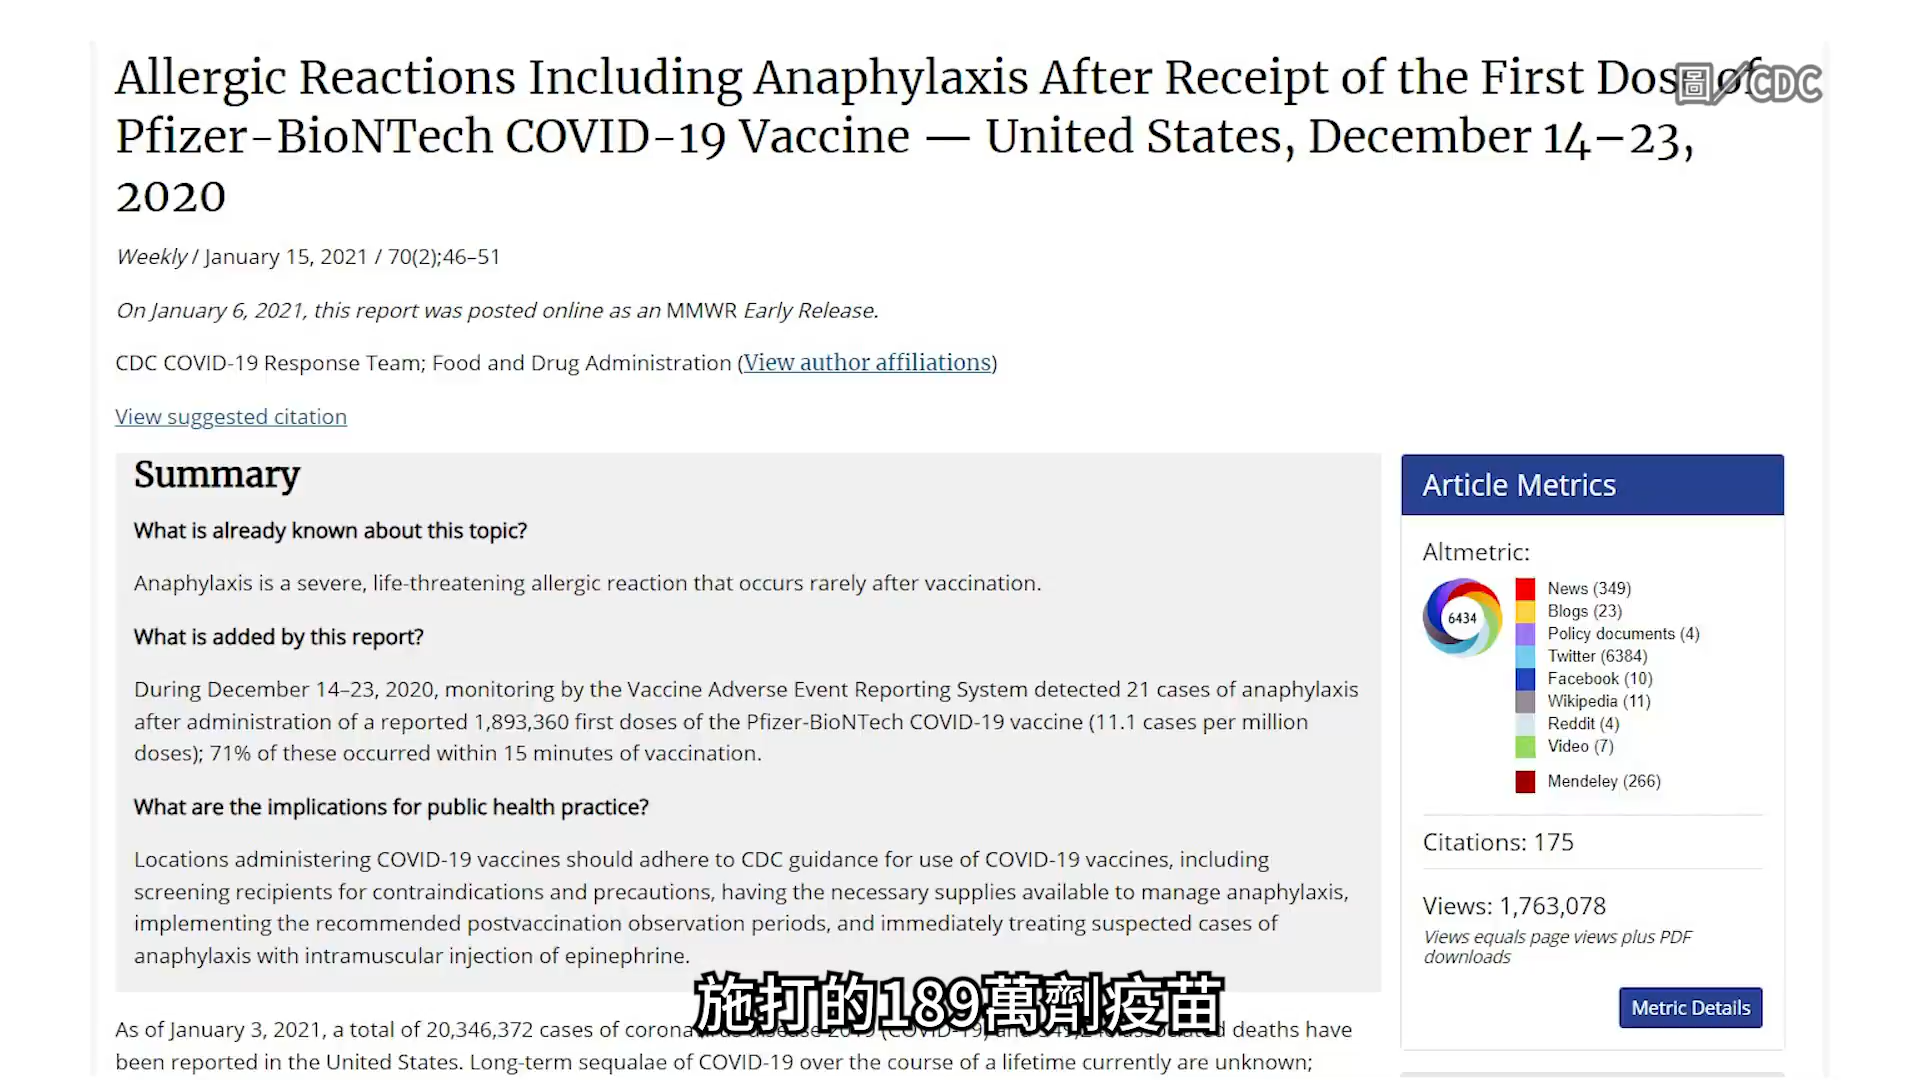 Allergic Reactions Including Anaphylaxis After Receipt of the First Dose of
圖/CDC
Pfizer-BioNTech COVID-19 Vaccine — United States, December 14–23,
2020
Weekly / January 15, 2021 / 70(2);46–51
On January 6, 2021, this report was posted online as an MMWR Early Release.
CDC COVID-19 Response Team; Food and Drug Administration (View author affiliations)
View suggested citation
Summary
What is already known about this topic?
Anaphylaxis is a severe, life-threatening allergic reaction that occurs rarely after vaccination.
What is added by this report?
During December 14–23, 2020, monitoring by the Vaccine Adverse Event Reporting System detected 21 cases of anaphylaxis
after administration of a reported 1,893,360 first doses of the Pfizer-BioNTech COVID-19 vaccine (11.1 cases per million
doses); 71% of these occurred within 15 minutes of vaccination.
What are the implications for public health practice?
Locations administering COVID-19 vaccines should adhere to CDC guidance for use of COVID-19 vaccines, including
screening recipients for contraindications and precautions, having the necessary supplies available to manage anaphylaxis,
implementing the recommended postvaccination observation periods, and immediately treating suspected cases of
anaphylaxis with intramuscular injection of epinephrine.
Article Metrics
Altmetric:
6434
News (349)
Blogs (23)
Policy documents (4)
Twitter (6384)
Facebook (10)
Wikipedia (11)
Reddit (4)
Video (7)
Mendeley (266)
Citations: 175
Views: 1,763,078
Views equals page views plus PDF
downloads
Metric Details
施打的189萬劑疫苗
As of January 3, 2021, a total of 20,346,372 cases of coronavirus disease 2019 (COVID-19) and associated deaths have
been reported in the United States. Long-term sequalae of COVID-19 over the course of a lifetime currently are unknown;